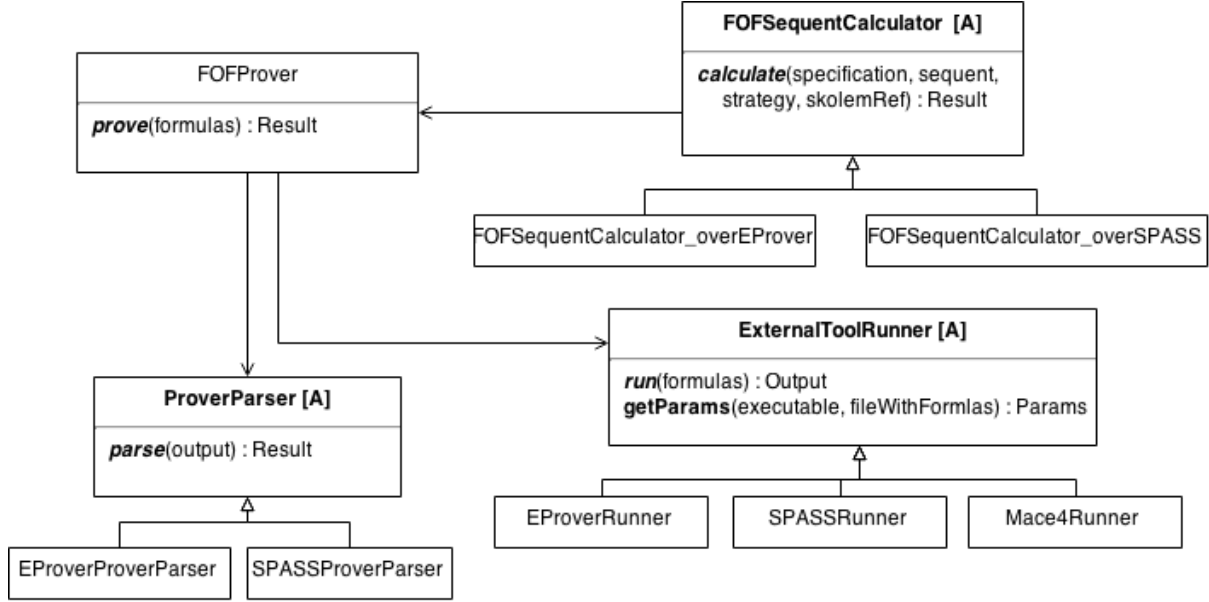 FOFSequentCalculator [A]
calculate(specification, sequent,
strategy, skolemRef) : Result
FOFProver
prove(formulas) : Result
FOFSequentCalculator_overEProver
FOFSequentCalculator_overSPASS
ExternalToolRunner [A]
run(formulas) : Output
getParams(executable, fileWithFormlas) : Params
ProverParser [A]
parse(output) : Result
EProverRunner
SPASSRunner
Mace4Runner
EProverProverParser
SPASSProverParser